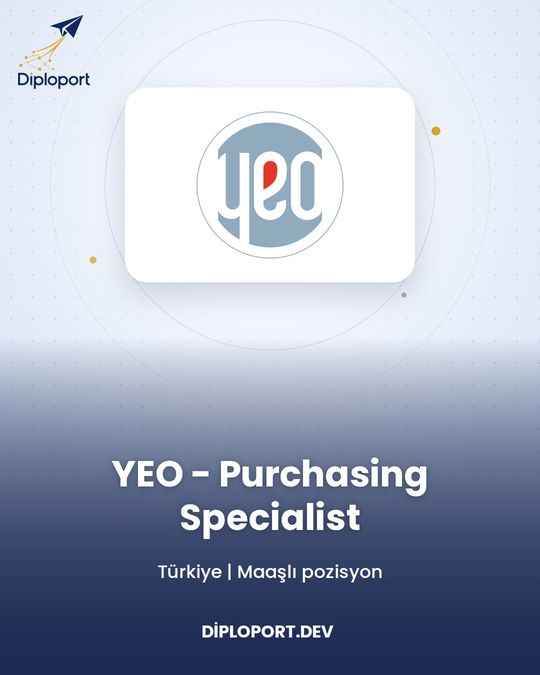 Diploport
yeo
YEO - Purchasing
Specialist
Türkiye | Maaşlı pozisyon
DİPLOPORT.DEV